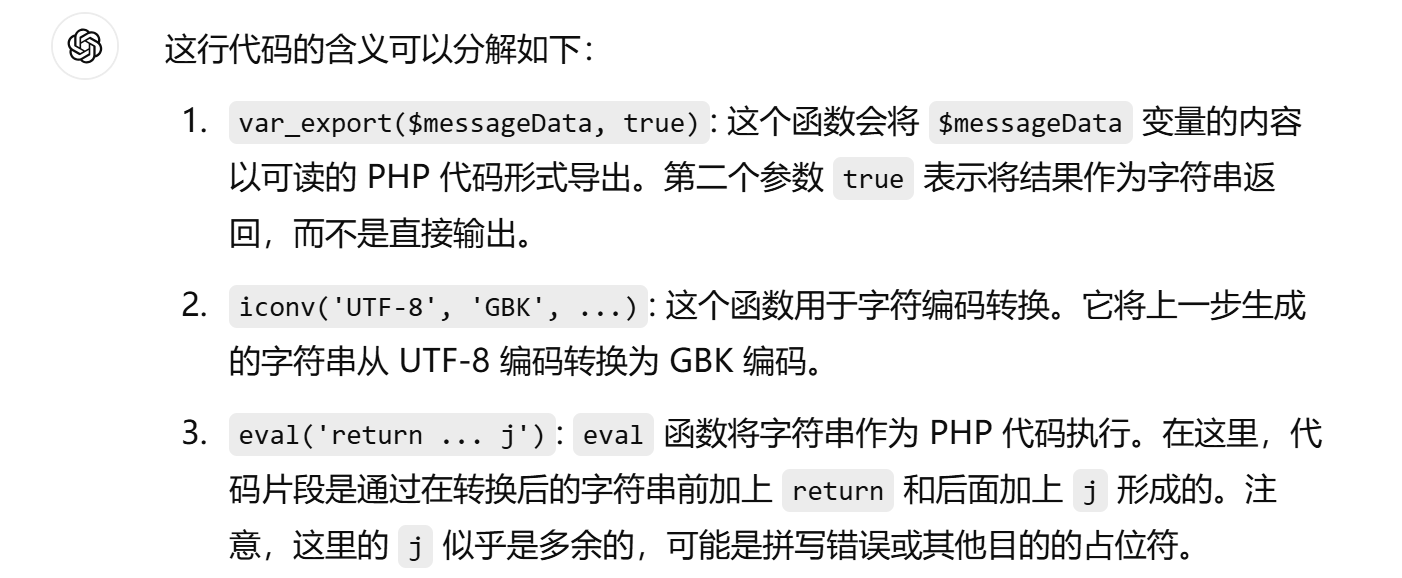 这行代码的含义可以分解如下：
1. var_export($messageData, true)：这个函数会将 $messageData 变量的内容
以可读的 PHP 代码形式导出。第二个参数 true 表示将结果作为字符串返
回，而不是直接输出。
2. iconv('UTF-8', 'GBK', ...)：这个函数用于字符编码转换。它将上一步生成
的字符串从 UTF-8 编码转换为 GBK 编码。
3. eval('return ... j')：eval 函数将字符串作为 PHP 代码执行。在这里，代
码片段是通过在转换后的字符串前加上 return 和后面加上 j 形成的。注
意，这里的 j 似乎是多余的，可能是拼写错误或其他目的的占位符。